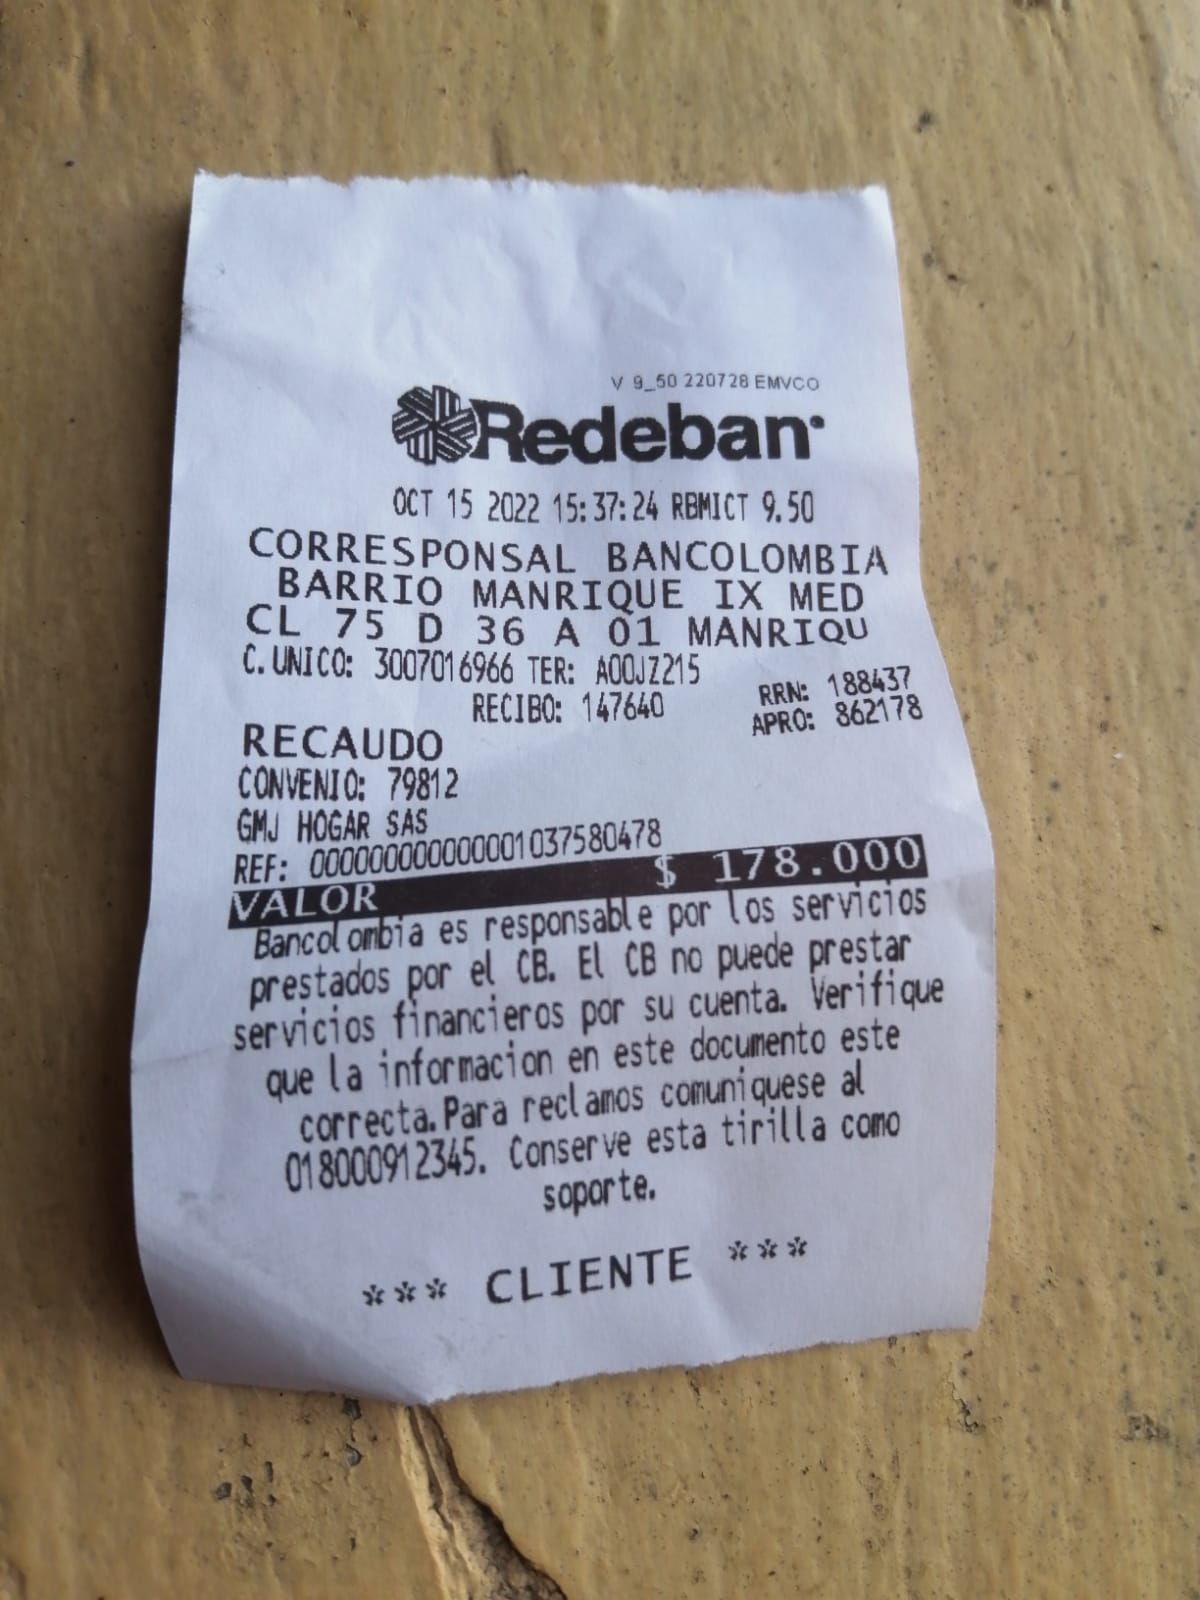 V 9_50 220728 EMVCO
Redeban
OCT 15 2022 15:37:24 RBMICT 9.50
CORRESPONSAL BANCOLOMBIA
BARRIO MANRIQUE IX MED
CL 75 D 36 A 01 MANRIQU
C.UNICO: 3007016966 TER: A00JZ215
RECIBO: 147640 RRN: 188437
APRO: 862178
RECAUDO
CONVENIO: 79812
GMJ HOGAR SAS
REF: 00000000000001037580478
VALOR $ 178.000
Bancolombia es responsable por los servicios
prestados por el CB. El CB no puede prestar
servicios financieros por su cuenta. Verifique
que la informacion en este documento este
correcta.Para reclamos comuniquese al
018000912345. Conserve esta tirilla como
soporte.
*** CLIENTE ***